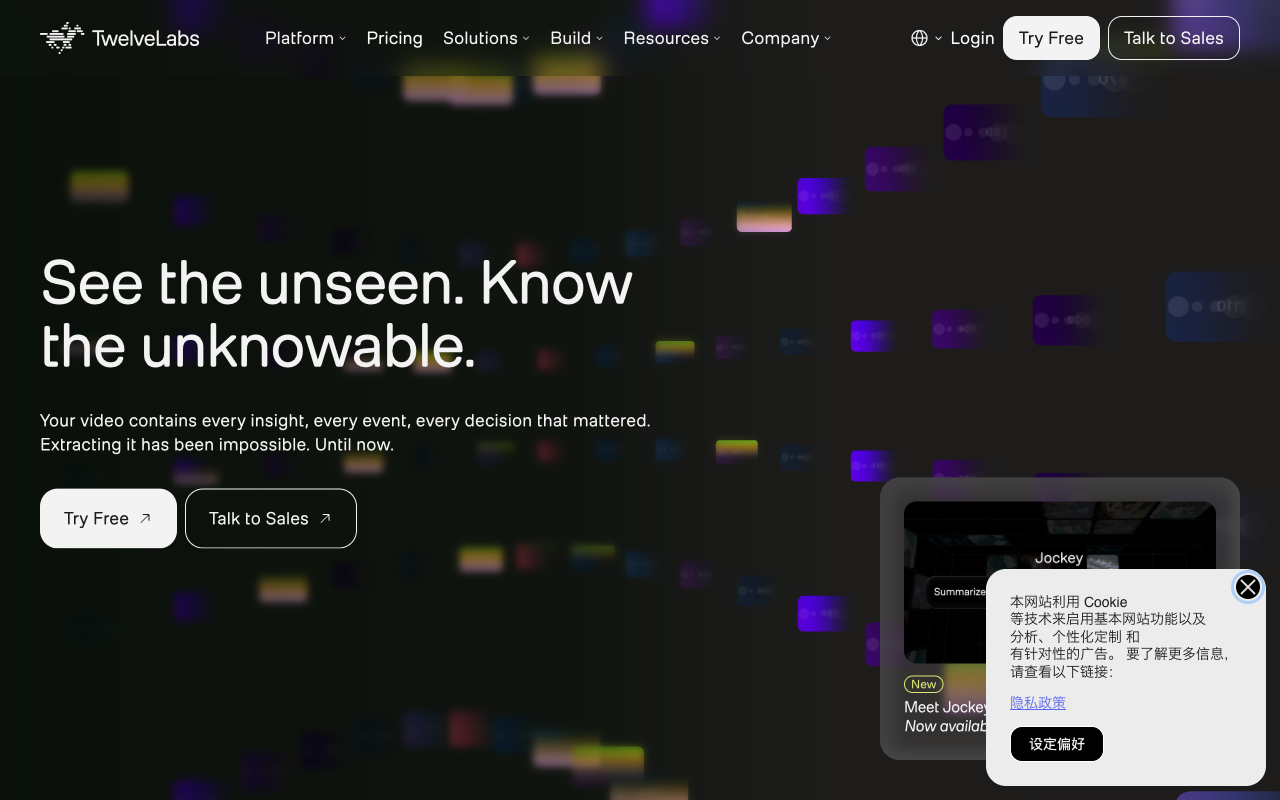 TwelveLabs
Platform
Pricing
Solutions
Build
Resources
Company
Login
Try Free
Talk to Sales
See the unseen. Know
the unknowable.
Your video contains every insight, every event, every decision that mattered.
Extracting it has been impossible. Until now.
Try Free
Talk to Sales
Jockey
Summarize
New
Meet Jockey
Now availab
本网站利用 Cookie
等技术来启用基本网站功能以及
分析、个性化定制 和
有针对性的广告。 要了解更多信息,
请查看以下链接:
隐私政策
设定偏好